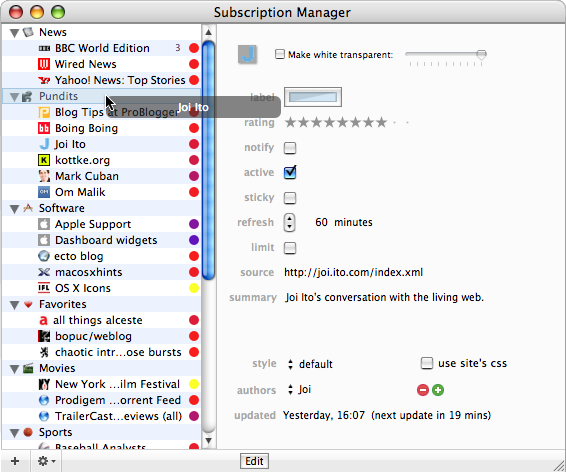 Subscription Manager
News
BBC World Edition 3
Wired News
Yahoo! News: Top Stories
Pundits
Joi Ito
Blog Tips at ProBlogger
Boing Boing
Joi Ito
kottke.org
Mark Cuban
Om Malik
Software
Apple Support
Dashboard widgets
ecto blog
macosxhints
OS X Icons
Favorites
all things alceste
bopuc/weblog
chaotic intr...ose bursts
Movies
New York ...ilm Festival
Prodigem ...orrent Feed
TrailerCast...eviews (all)
Sports
Baseball Analysts
Make white transparent:
label
rating
notify
active
sticky
refresh 60 minutes
limit
source http://joi.ito.com/index.xml
summary Joi Ito's conversation with the living web.
style default use site's css
authors Joi
updated Yesterday, 16:07 (next update in 19 mins)
Edit